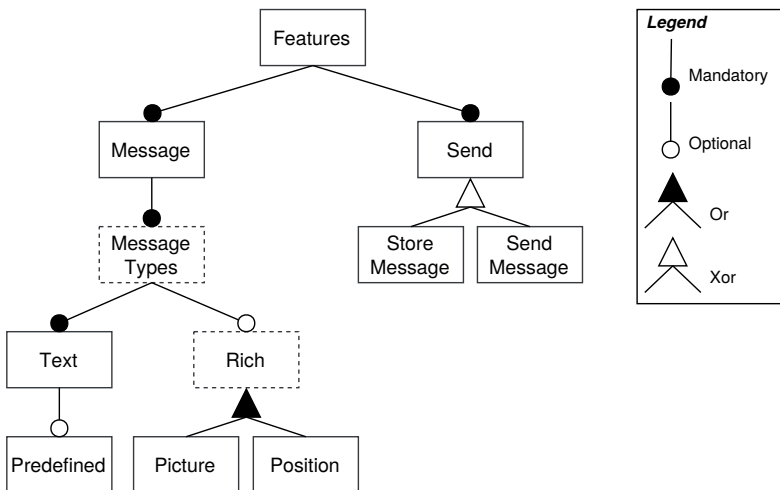 Features
Legend
Mandatory
Message
Send
Optional
Or
Message
Types
Store
Message
Send
Message
Xor
Text
Rich
Predefined
Picture
Position